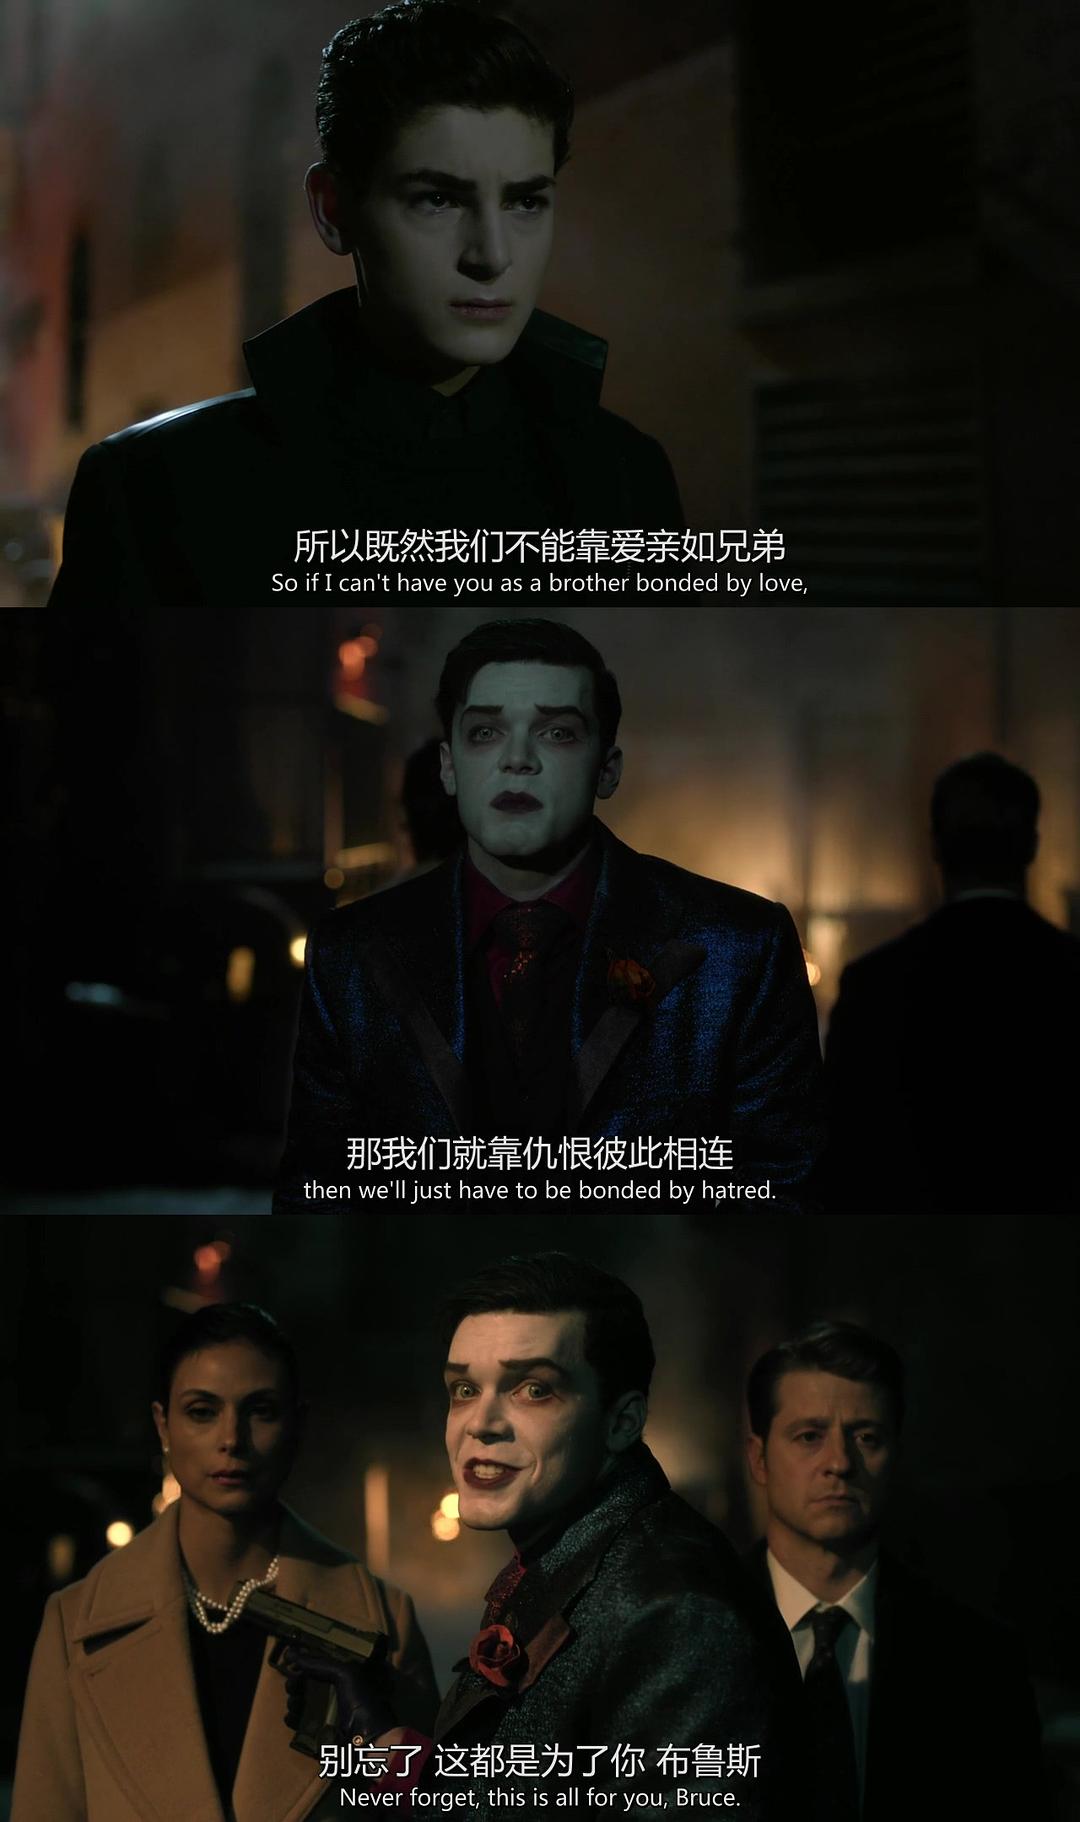 所以既然我们不能靠爱亲如兄弟
So if I can't have you as a brother bonded by love,
那我们就靠仇恨彼此相连
then we'll just have to be bonded by hatred.
别忘了 这都是为了你 布鲁斯
Never forget, this is all for you, Bruce.